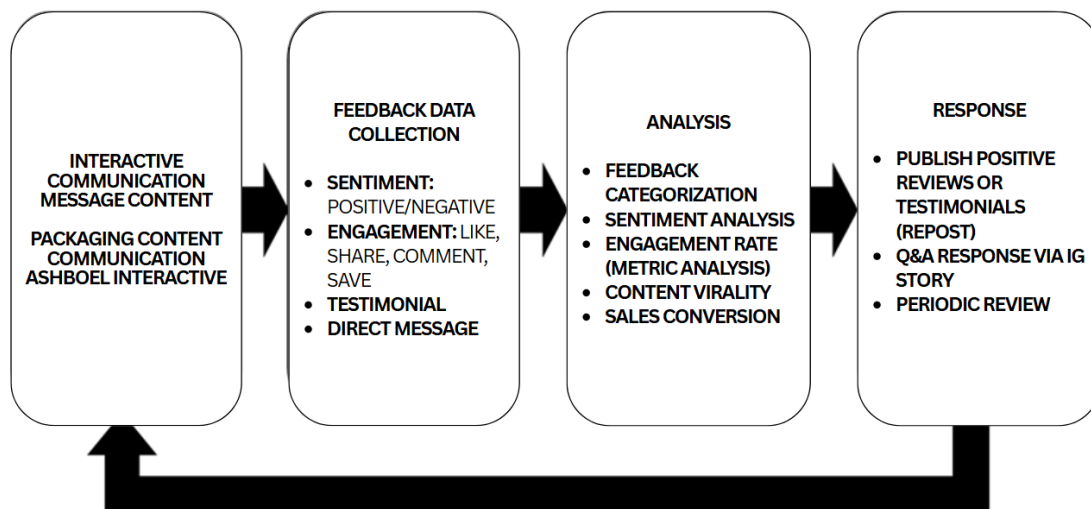 INTERACTIVE
COMMUNICATION
MESSAGE CONTENT
PACKAGING CONTENT
COMMUNICATION
ASHBOEL INTERACTIVE
FEEDBACK DATA
COLLECTION
• SENTIMENT:
POSITIVE/NEGATIVE
• ENGAGEMENT: LIKE,
SHARE, COMMENT,
SAVE
• TESTIMONIAL
• DIRECT MESSAGE
ANALYSIS
• FEEDBACK
CATEGORIZATION
• SENTIMENT ANALYSIS
• ENGAGEMENT RATE
(METRIC ANALYSIS)
• CONTENT VIRALITY
• SALES CONVERSION
RESPONSE
• PUBLISH POSITIVE
REVIEWS OR
TESTIMONIALS
(REPOST)
• Q&A RESPONSE VIA IG
STORY
• PERIODIC REVIEW